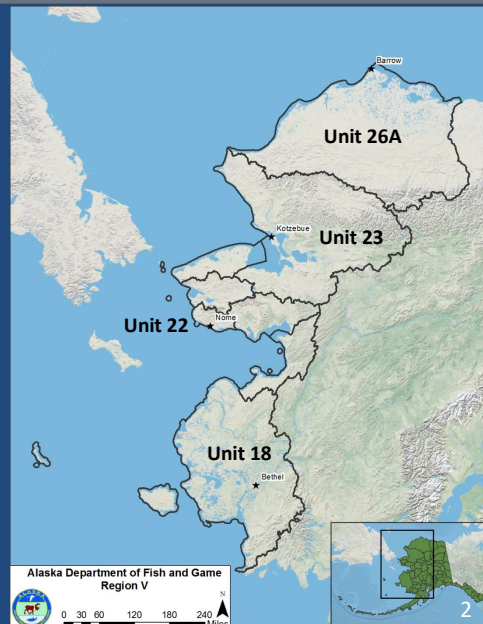 Barrow
Unit 26A
Kotzebue
Unit 23
Unit 22
Nome
Unit 18
Bethel
Alaska Department of Fish and Game
Region V
N
0 30 60 120 180 240
Miles
2